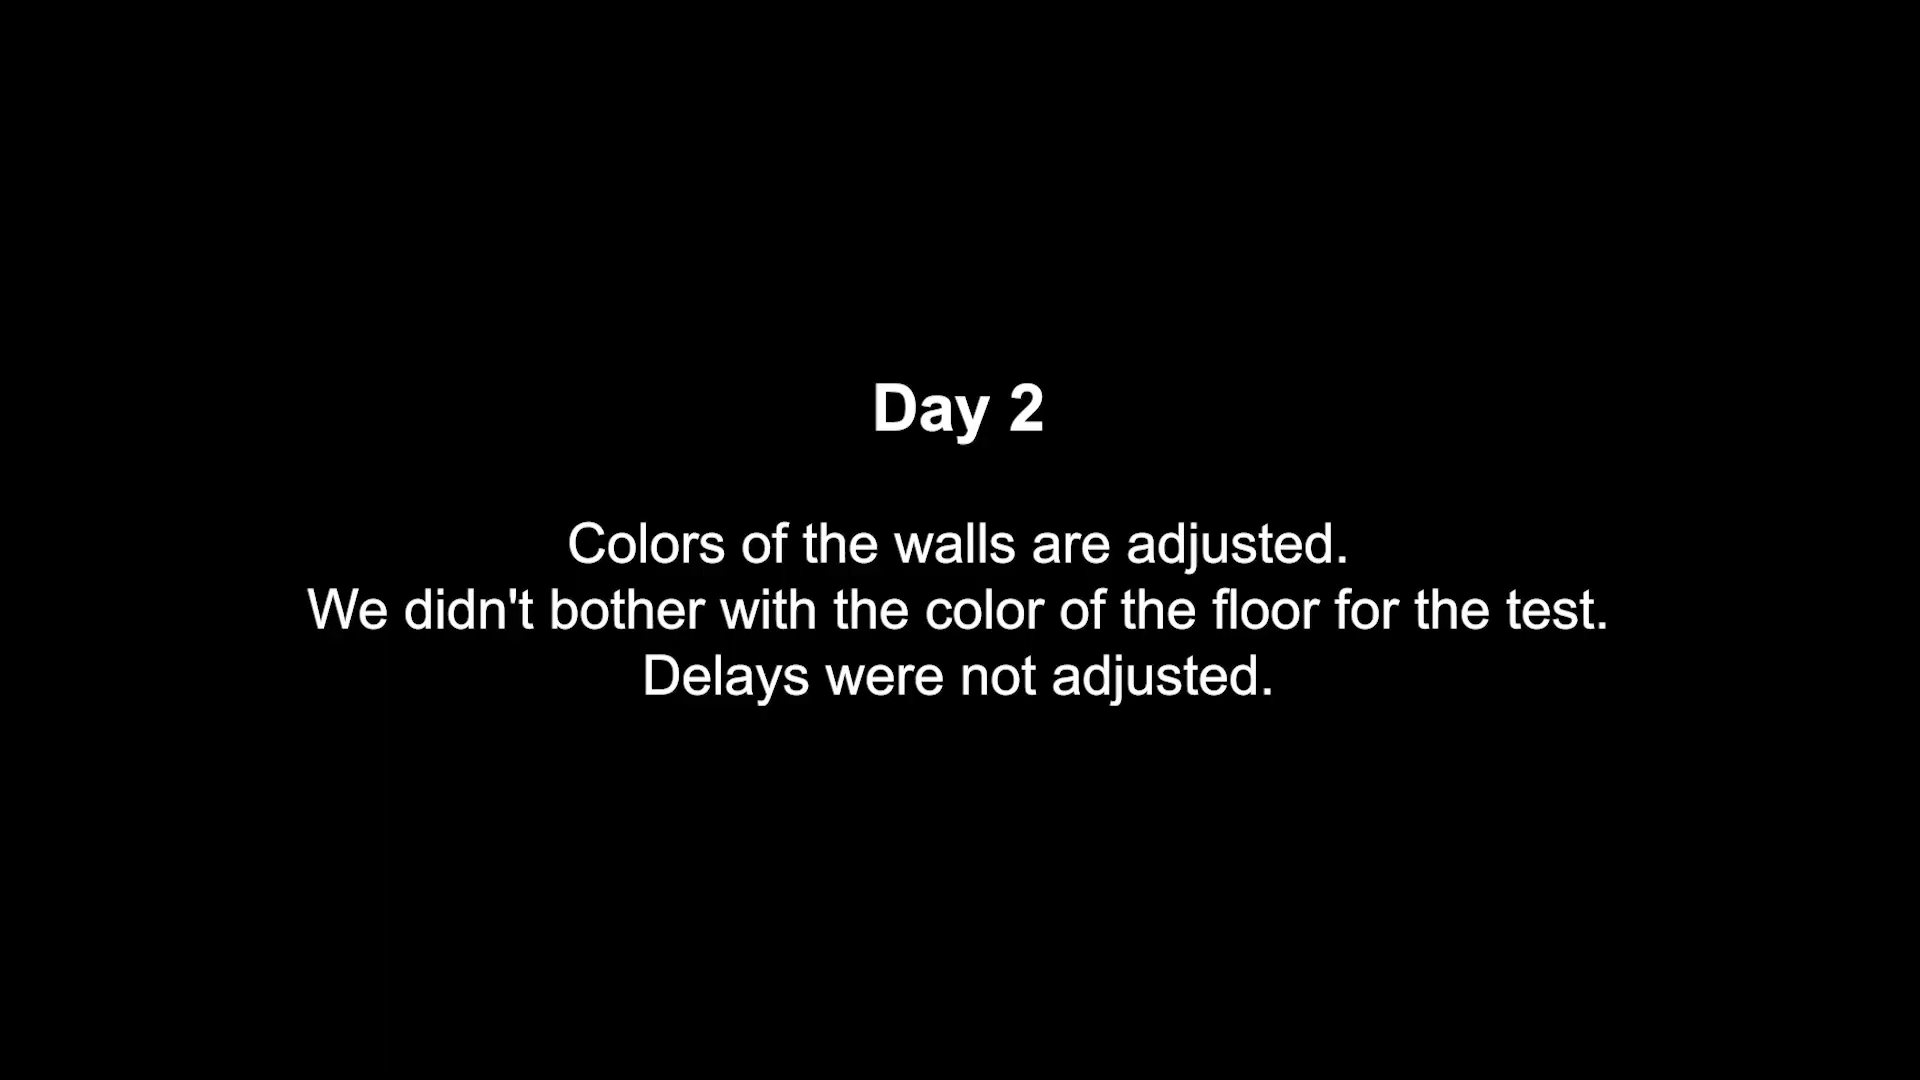 Day 2
Colors of the walls are adjusted.
We didn't bother with the color of the floor for the test.
Delays were not adjusted.